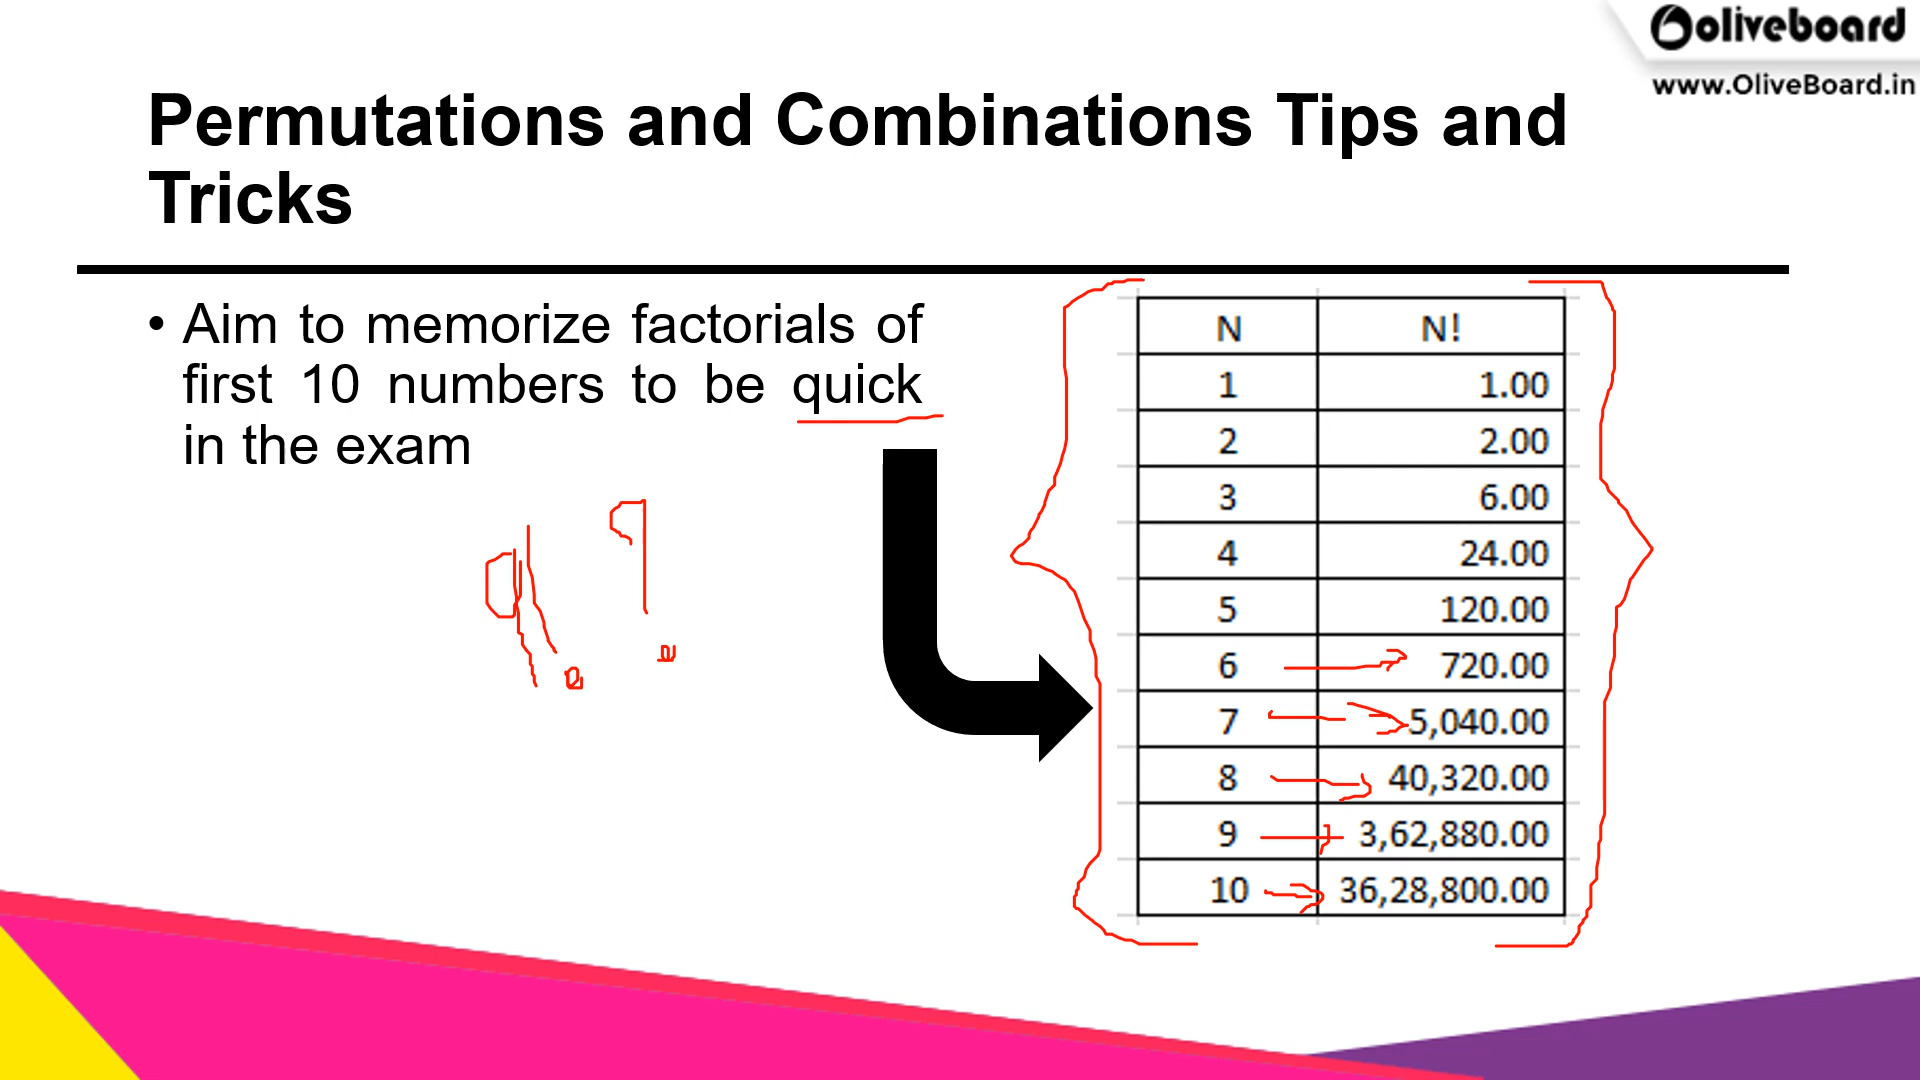 oliveboard
www.OliveBoard.in
Permutations and Combinations Tips and
Tricks
• Aim to memorize factorials of
first 10 numbers to be quick
in the exam
N N!
1 1.00
2 2.00
3 6.00
4 24.00
5 120.00
6 720.00
7 5,040.00
8 40,320.00
9 3,62,880.00
10 36,28,800.00